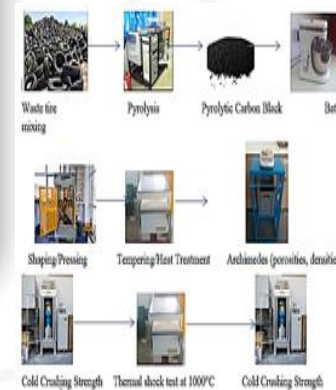 Waste tire
mixing
Pyrolysis
Pyrolytic Carbon Black
Shaping/Pressing
Tempering/Heat Treatment
Archimedes (porosities, densitie
Cold Crushing Strength
Thermal shock test at 1000°C
Cold Crushing Strength